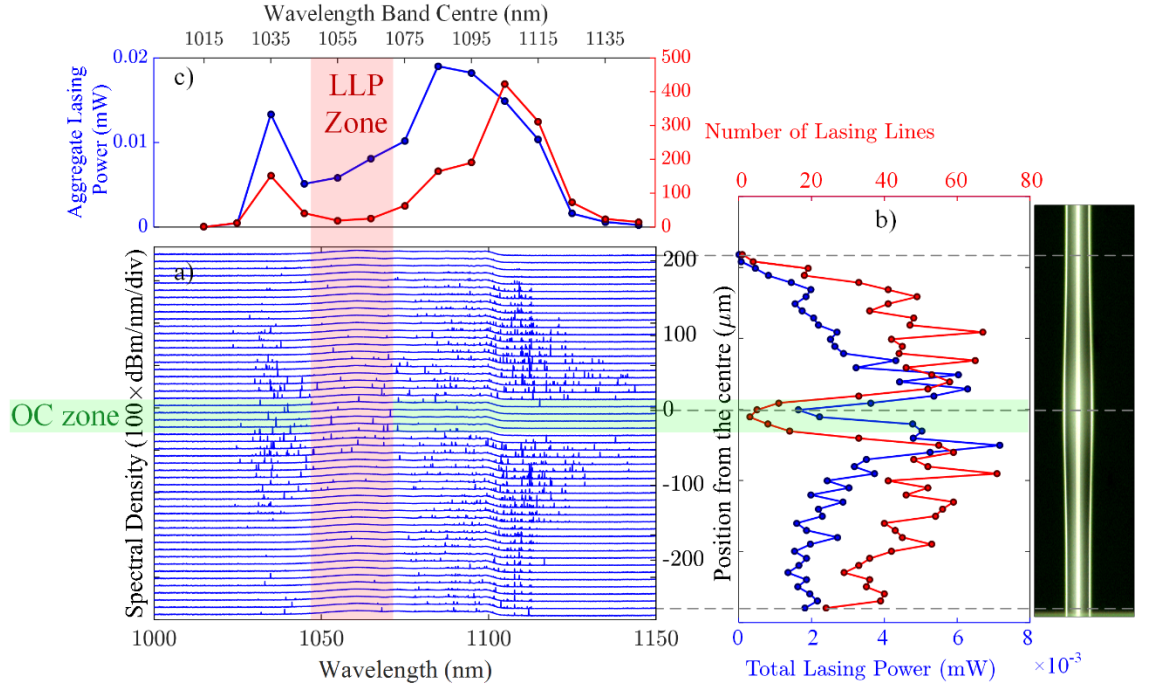 Wavelength Band Centre (nm)
1015 1035 1055 1075 1095 1115 1135
0.02
0.01
0
Aggregate Lasing
Power (mW)
c)
LLP
Zone
500
400
300
200
100
0
Number of Lasing Lines
0 20 40 60 80
b)
a)
Spectral Density (100×dBm/nm/div)
OC zone
200
100
0
-100
-200
Position from the centre (μm)
1000 1050 1100 1150
Wavelength (nm)
0 2 4 6 8
Total Lasing Power (mW) ×10⁻³